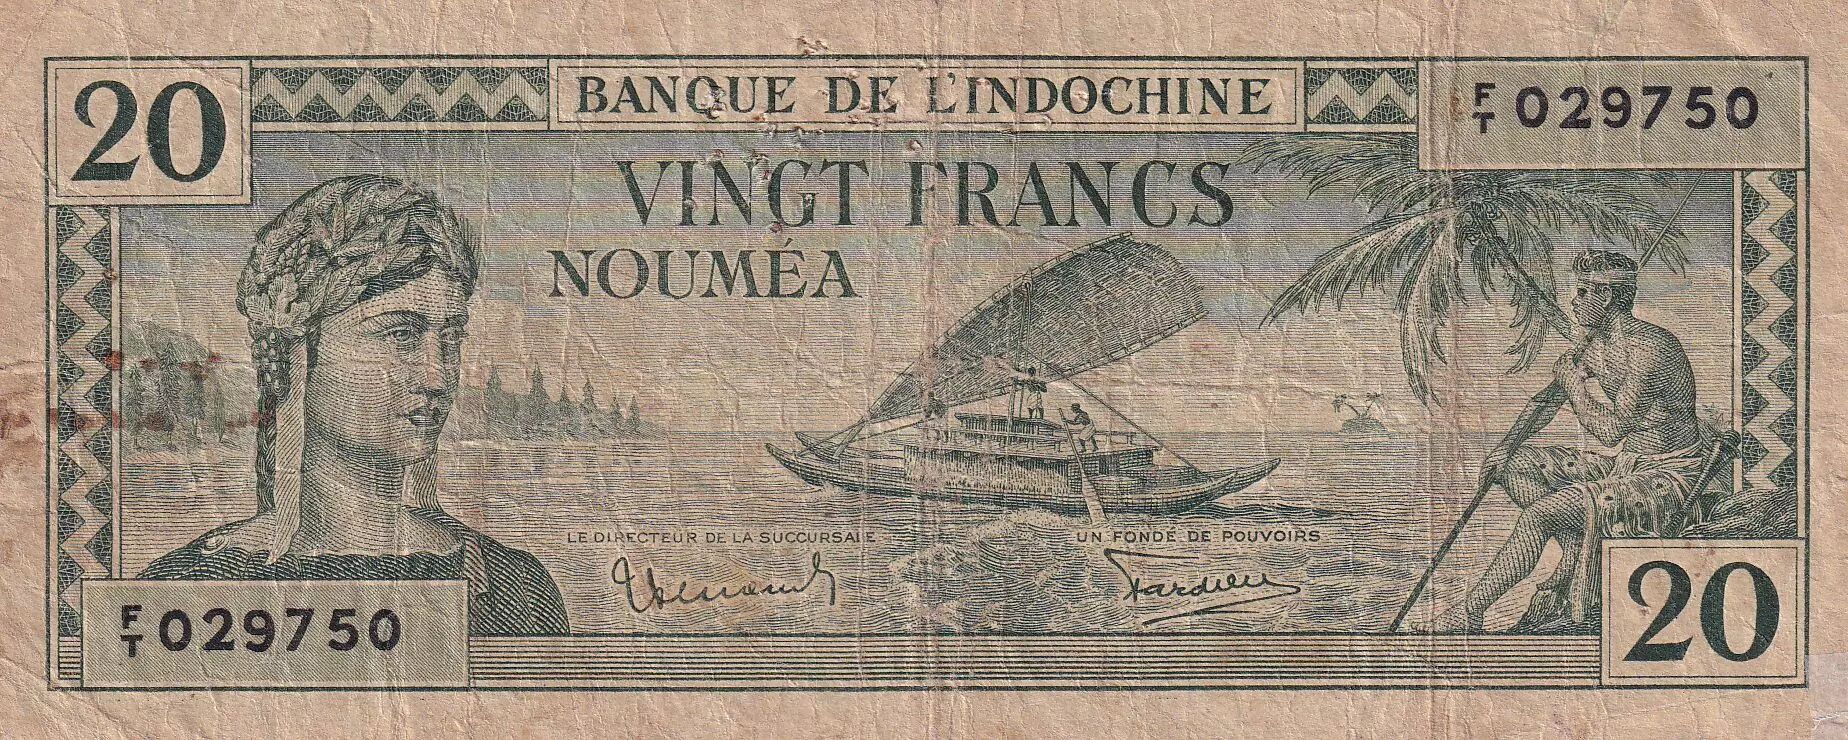 20
BANQUE DE L'INDOCHINE
F/T 029750
VINGT FRANCS
NOUMÉA
LE DIRECTEUR DE LA SUCCURSALE
UN FONDÉ DE POUVOIRS
F/T 029750
20